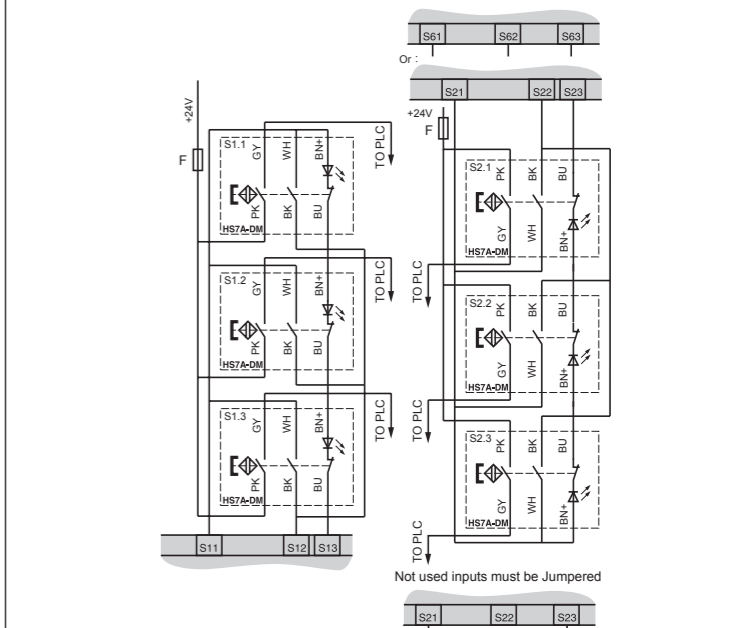 S61 S62 S63
Or :
S21 S22 S23
+24V
F
S2.1 PK BK BU
GY WH BN+
HS7A-DM
TO PLC
S2.2 PK BK BU
GY WH BN+
HS7A-DM
TO PLC
S2.3 PK BK BU
GY WH BN+
HS7A-DM
TO PLC
Not used inputs must be Jumpered
S21 S22 S23
+24V
F
S1.1 GY WH BN+
PK BK BU
HS7A-DM
TO PLC
S1.2 GY WH BN+
PK BK BU
HS7A-DM
TO PLC
S1.3 GY WH BN+
PK BK BU
HS7A-DM
TO PLC
S11 S12 S13